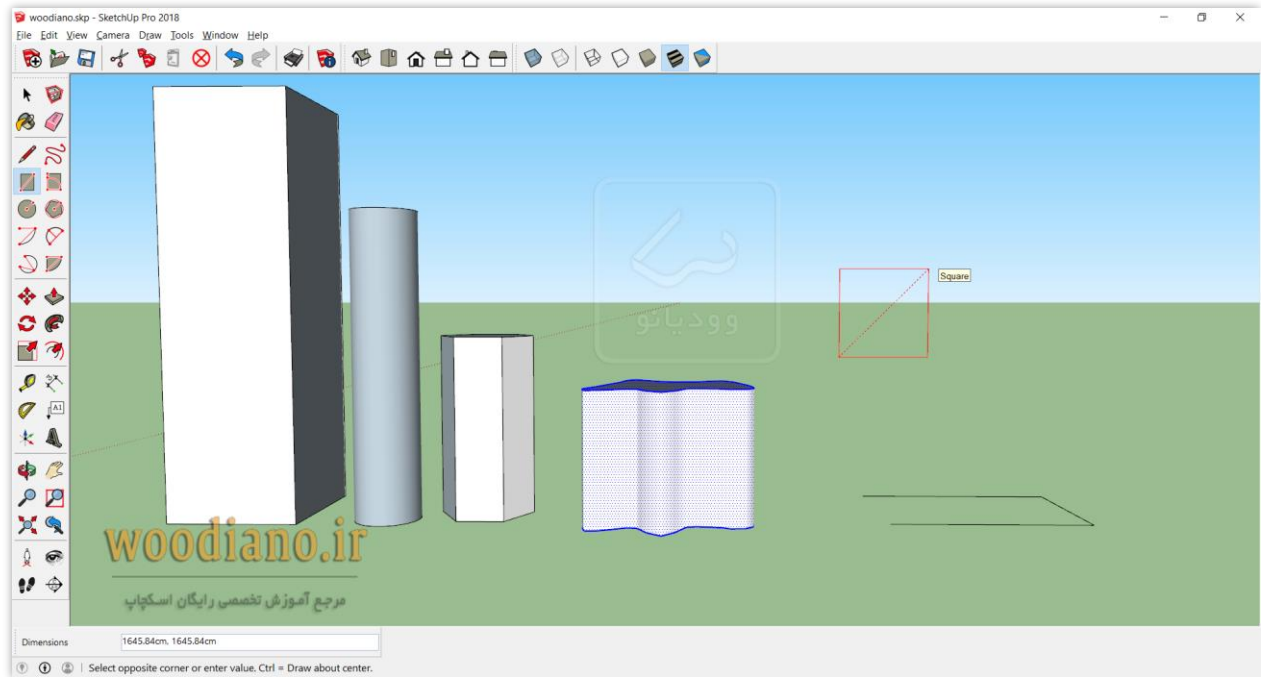 woodiano.skp - SketchUp Pro 2018
File Edit View Camera Draw Tools Window Help
وودیانو
Square
A1
woodiano.ir
مرجع آموزش تخصصی رایگان اسکچاپ
Dimensions 1645.84cm, 1645.84cm
Select opposite corner or enter value. Ctrl = Draw about center.